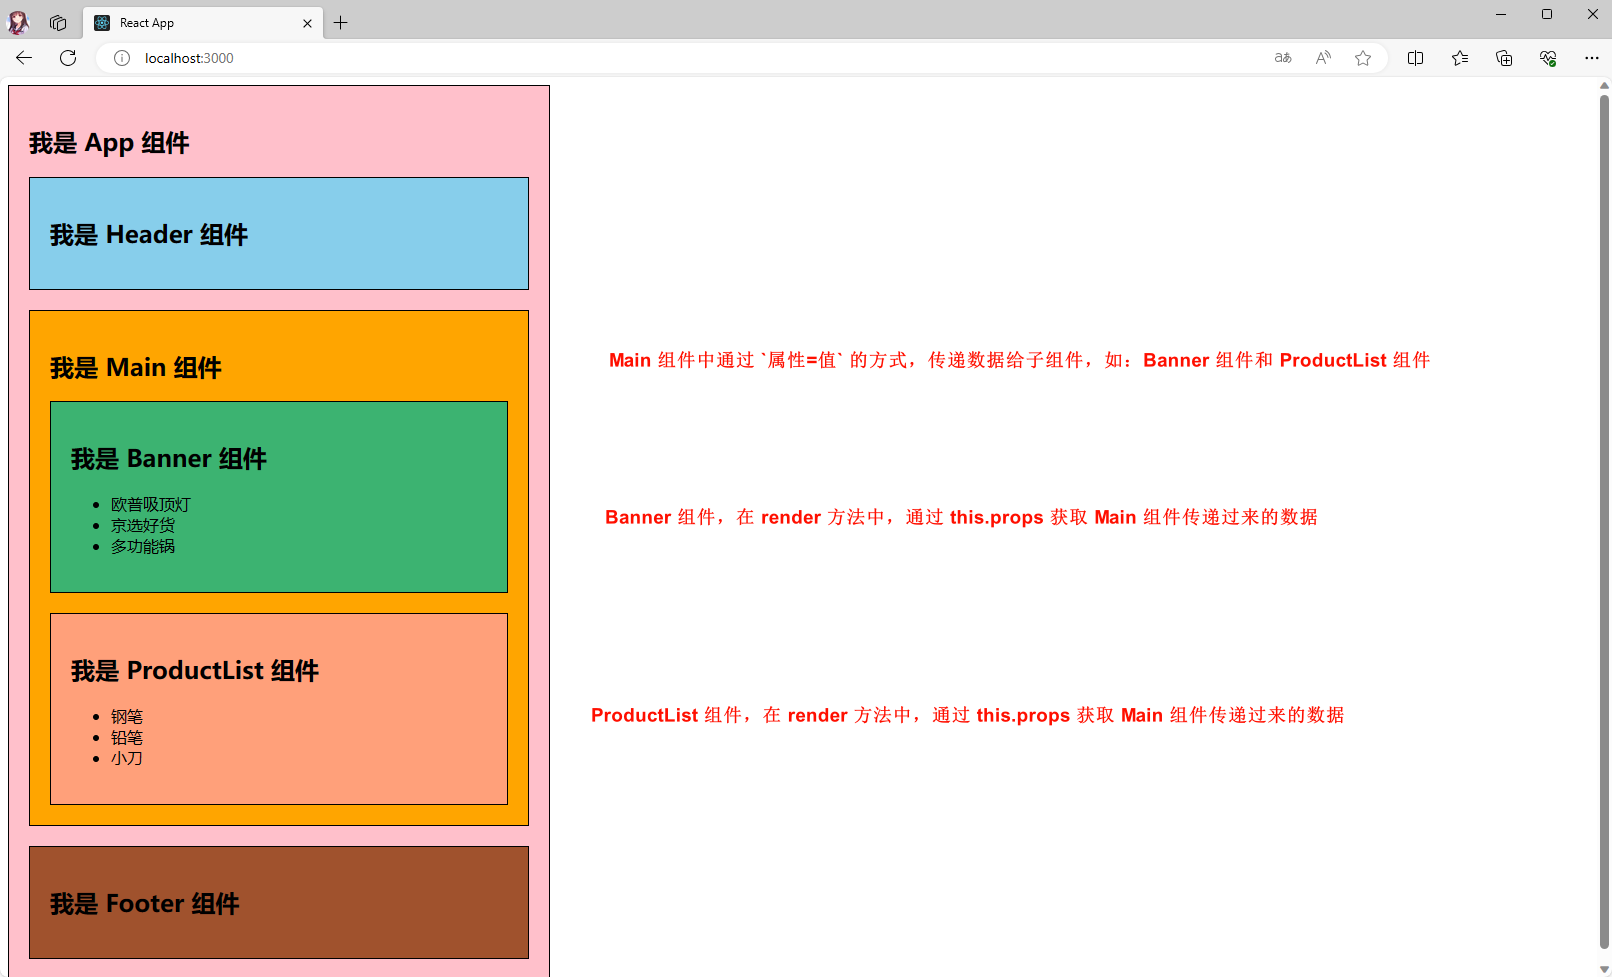 React App
localhost:3000
我是 App 组件
我是 Header 组件
我是 Main 组件
Main 组件中通过 `属性=值` 的方式，传递数据给子组件，如：Banner 组件和 ProductList 组件
我是 Banner 组件
欧普吸顶灯
京选好货
多功能锅
Banner 组件，在 render 方法中，通过 this.props 获取 Main 组件传递过来的数据
我是 ProductList 组件
钢笔
铅笔
小刀
ProductList 组件，在 render 方法中，通过 this.props 获取 Main 组件传递过来的数据
我是 Footer 组件